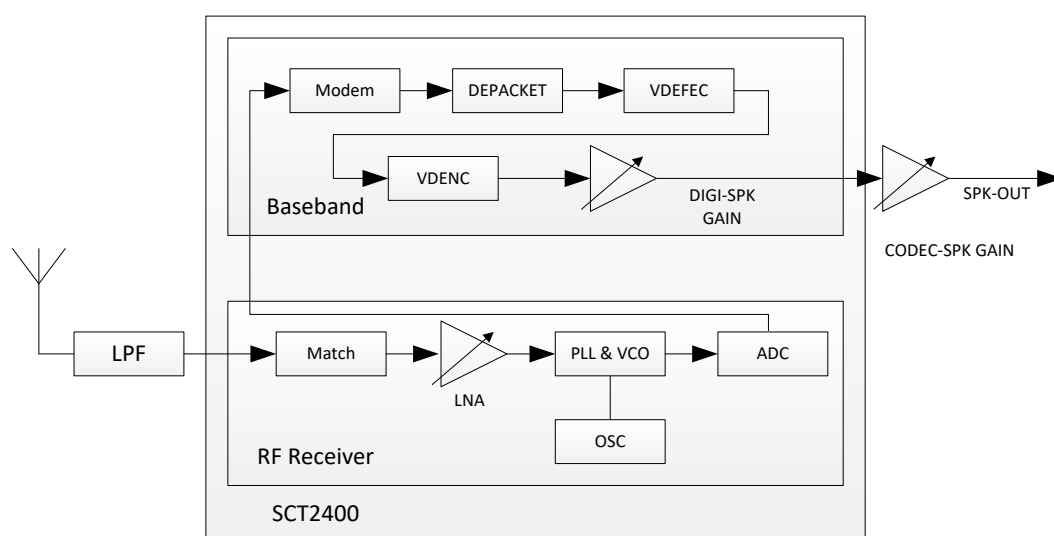 Modem
DEPACKET
VDEFEC
VDENC
DIGI-SPK
GAIN
SPK-OUT
Baseband
CODEC-SPK GAIN
LPF
Match
LNA
PLL & VCO
ADC
OSC
RF Receiver
SCT2400